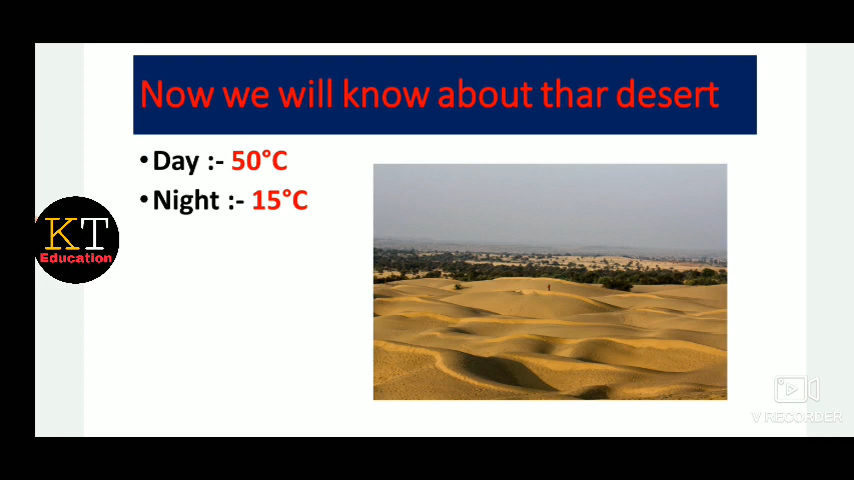 Now we will know about thar desert
•Day :- 50°C
•Night :- 15°C
KT
Education
V RECORDER